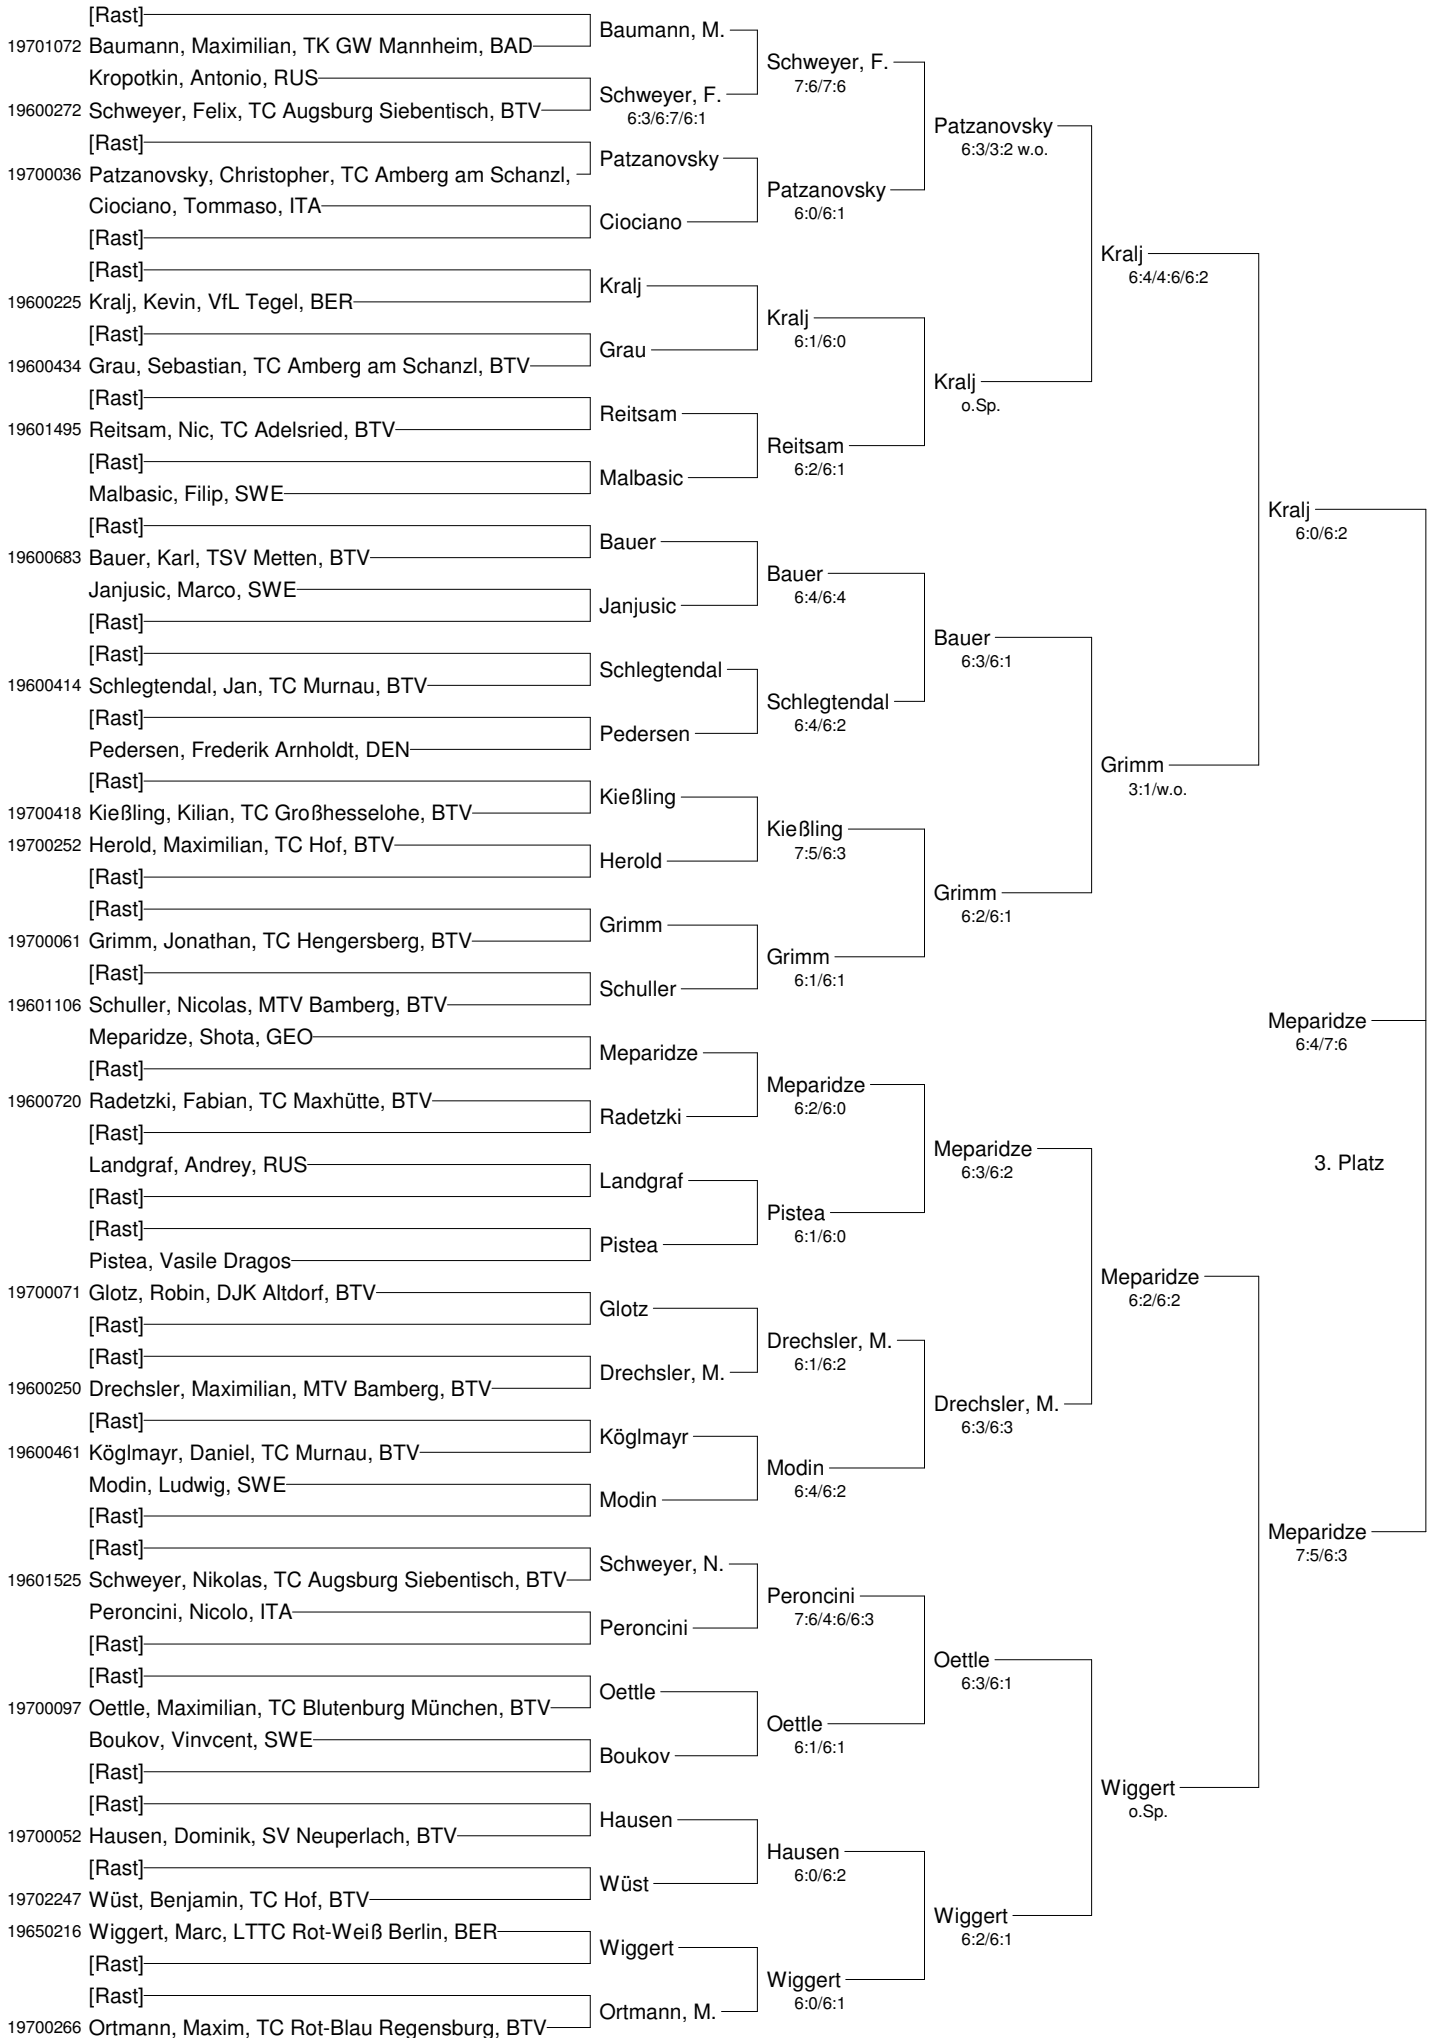 [Rast]
19701072 Baumann, Maximilian, TK GW Mannheim, BAD
Kropotkin, Antonio, RUS
19600272 Schweyer, Felix, TC Augsburg Siebentisch, BTV
[Rast]
19700036 Patzanovsky, Christopher, TC Amberg am Schanzl,
Ciociano, Tommaso, ITA
[Rast]
[Rast]
19600225 Kralj, Kevin, VfL Tegel, BER
[Rast]
19600434 Grau, Sebastian, TC Amberg am Schanzl, BTV
[Rast]
19601495 Reitsam, Nic, TC Adelsried, BTV
[Rast]
Malbasic, Filip, SWE
[Rast]
19600683 Bauer, Karl, TSV Metten, BTV
Janjusic, Marco, SWE
[Rast]
[Rast]
19600414 Schlegtendal, Jan, TC Murnau, BTV
[Rast]
Pedersen, Frederik Arnholdt, DEN
[Rast]
19700418 Kießling, Kilian, TC Großhesselohe, BTV
19700252 Herold, Maximilian, TC Hof, BTV
[Rast]
[Rast]
19700061 Grimm, Jonathan, TC Hengersberg, BTV
[Rast]
19601106 Schuller, Nicolas, MTV Bamberg, BTV
Meparidze, Shota, GEO
[Rast]
19600720 Radetzki, Fabian, TC Maxhütte, BTV
[Rast]
Landgraf, Andrey, RUS
[Rast]
[Rast]
Pistea, Vasile Dragos
19700071 Glotz, Robin, DJK Altdorf, BTV
[Rast]
[Rast]
19600250 Drechsler, Maximilian, MTV Bamberg, BTV
[Rast]
19600461 Köglmayr, Daniel, TC Murnau, BTV
Modin, Ludwig, SWE
[Rast]
[Rast]
19601525 Schweyer, Nikolas, TC Augsburg Siebentisch, BTV
Peroncini, Nicolo, ITA
[Rast]
[Rast]
19700097 Oettle, Maximilian, TC Blutenburg München, BTV
Boukov, Vinvcent, SWE
[Rast]
[Rast]
19700052 Hausen, Dominik, SV Neuperlach, BTV
[Rast]
19702247 Wüst, Benjamin, TC Hof, BTV
19650216 Wiggert, Marc, LTTC Rot-Weiß Berlin, BER
[Rast]
[Rast]
19700266 Ortmann, Maxim, TC Rot-Blau Regensburg, BTV
Baumann, M.
Schweyer, F.
6:3/6:7/6:1
Patzanovsky
Ciociano
Kralj
Grau
Reitsam
Malbasic
Bauer
Janjusic
Schlegtendal
Pedersen
Kießling
Herold
Grimm
Schuller
Meparidze
Radetzki
Landgraf
Pistea
Glotz
Drechsler, M.
Köglmayr
Modin
Schweyer, N.
Peroncini
Oettle
Boukov
Hausen
Wüst
Wiggert
Ortmann, M.
Schweyer, F.
7:6/7:6
Patzanovsky
6:0/6:1
Kralj
6:1/6:0
Reitsam
6:2/6:1
Bauer
6:4/6:4
Schlegtendal
6:4/6:2
Kießling
7:5/6:3
Grimm
6:1/6:1
Meparidze
6:2/6:0
Pistea
6:1/6:0
Drechsler, M.
6:1/6:2
Modin
6:4/6:2
Peroncini
7:6/4:6/6:3
Oettle
6:1/6:1
Hausen
6:0/6:2
Wiggert
6:0/6:1
Patzanovsky
6:3/3:2 w.o.
Kralj
o.Sp.
Bauer
6:3/6:1
Grimm
6:2/6:1
Meparidze
6:3/6:2
Drechsler, M.
6:3/6:3
Oettle
6:3/6:1
Wiggert
6:2/6:1
Kralj
6:4/4:6/6:2
Grimm
3:1/w.o.
Meparidze
6:2/6:2
Wiggert
o.Sp.
Kralj
6:0/6:2
Meparidze
6:4/7:6
3. Platz
Meparidze
7:5/6:3